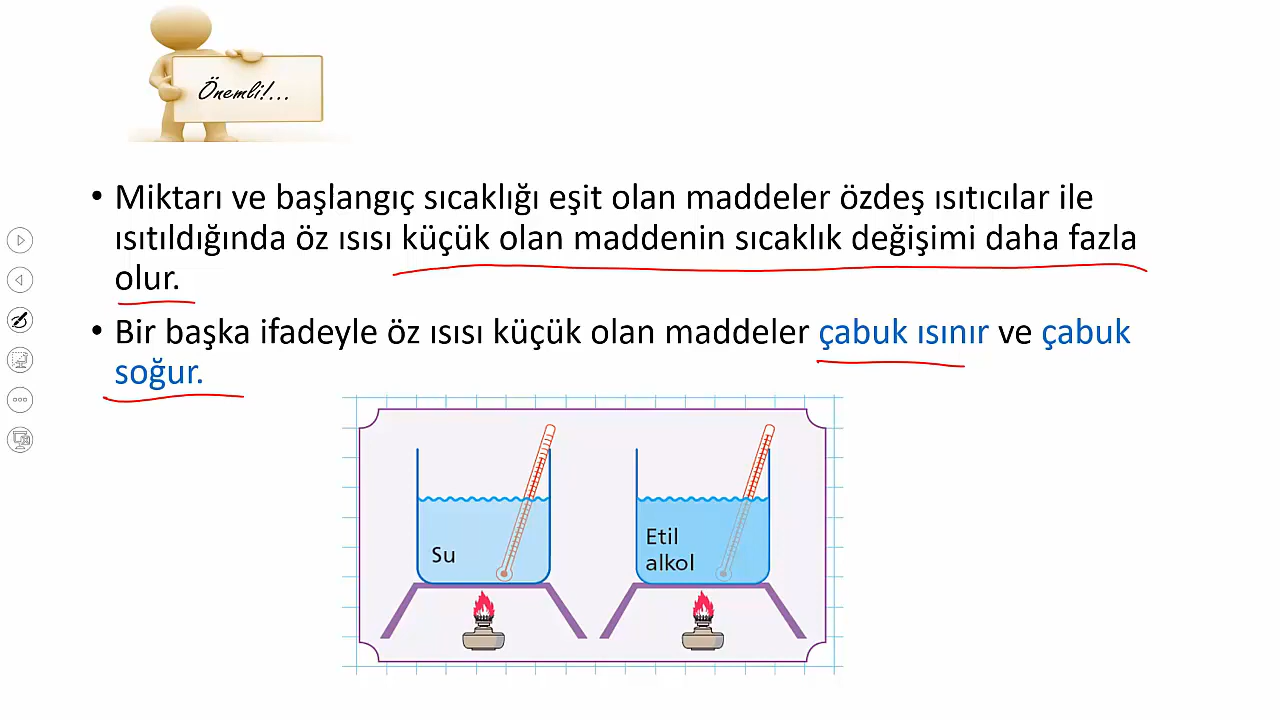 Önemli!...
• Miktarı ve başlangıç sıcaklığı eşit olan maddeler özdeş ısıtıcılar ile
ısıtıldığında öz ısısı küçük olan maddenin sıcaklık değişimi daha fazla
olur.
• Bir başka ifadeyle öz ısısı küçük olan maddeler çabuk ısınır ve çabuk
soğur.
Su
Etil
alkol